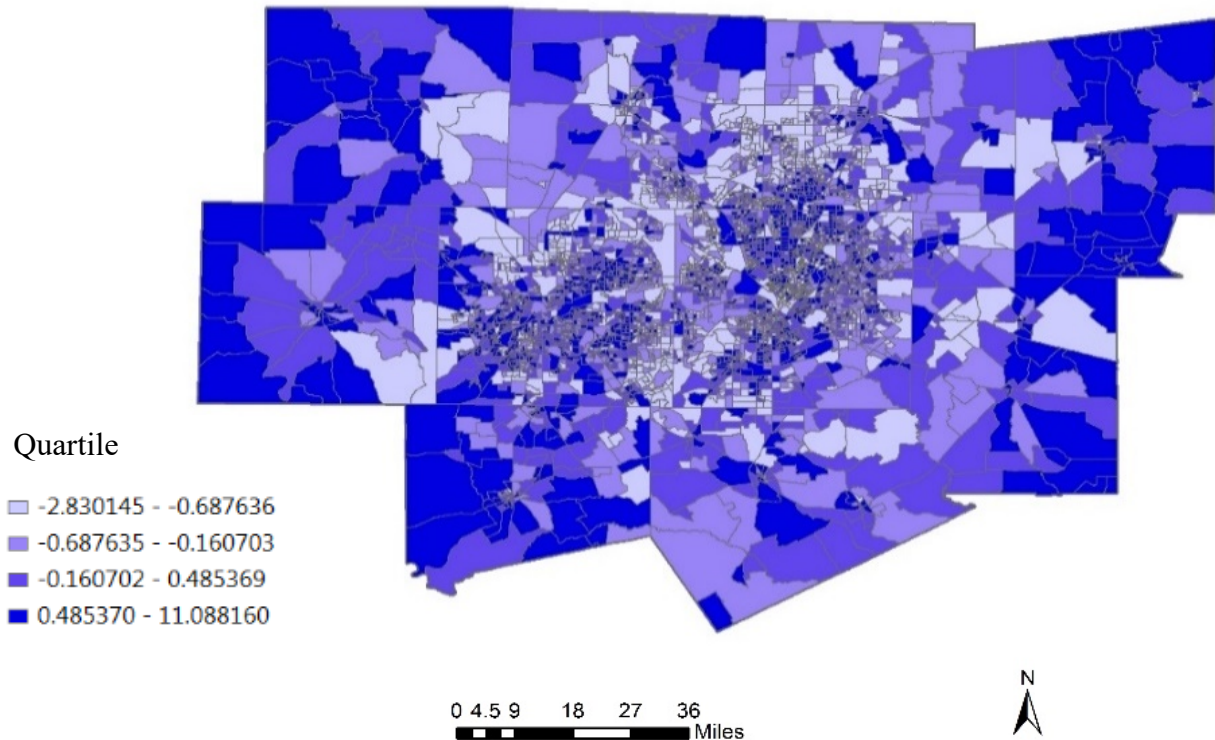 Quartile
-2.830145 - -0.687636
-0.687635 - -0.160703
-0.160702 - 0.485369
0.485370 - 11.088160
0 4.5 9 18 27 36
Miles
N